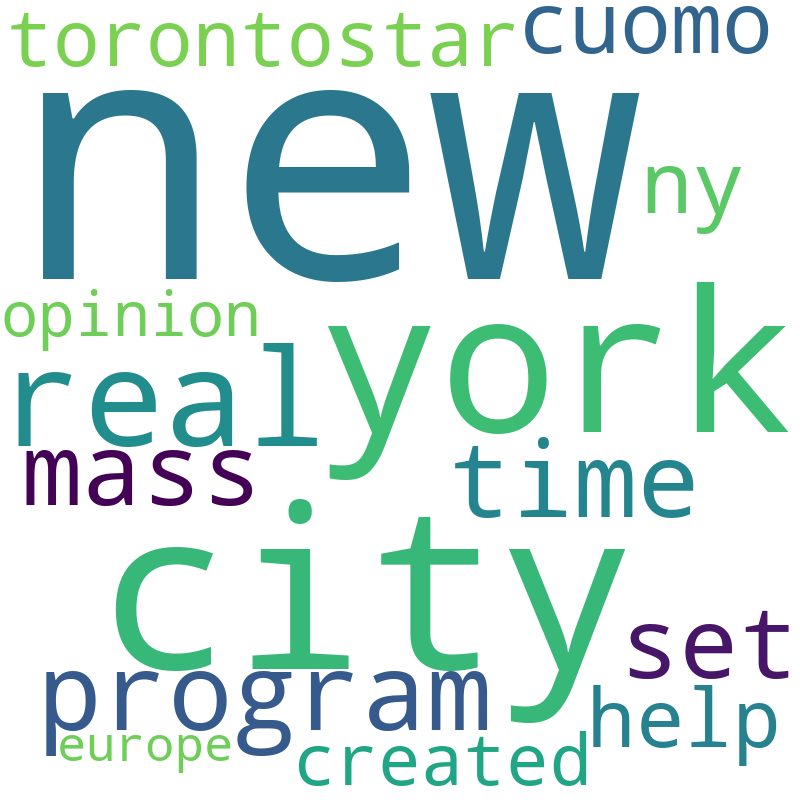 torontostar cuomo
new
ny
opinion
york
real
mass
time
city
set
program
help
europe
created